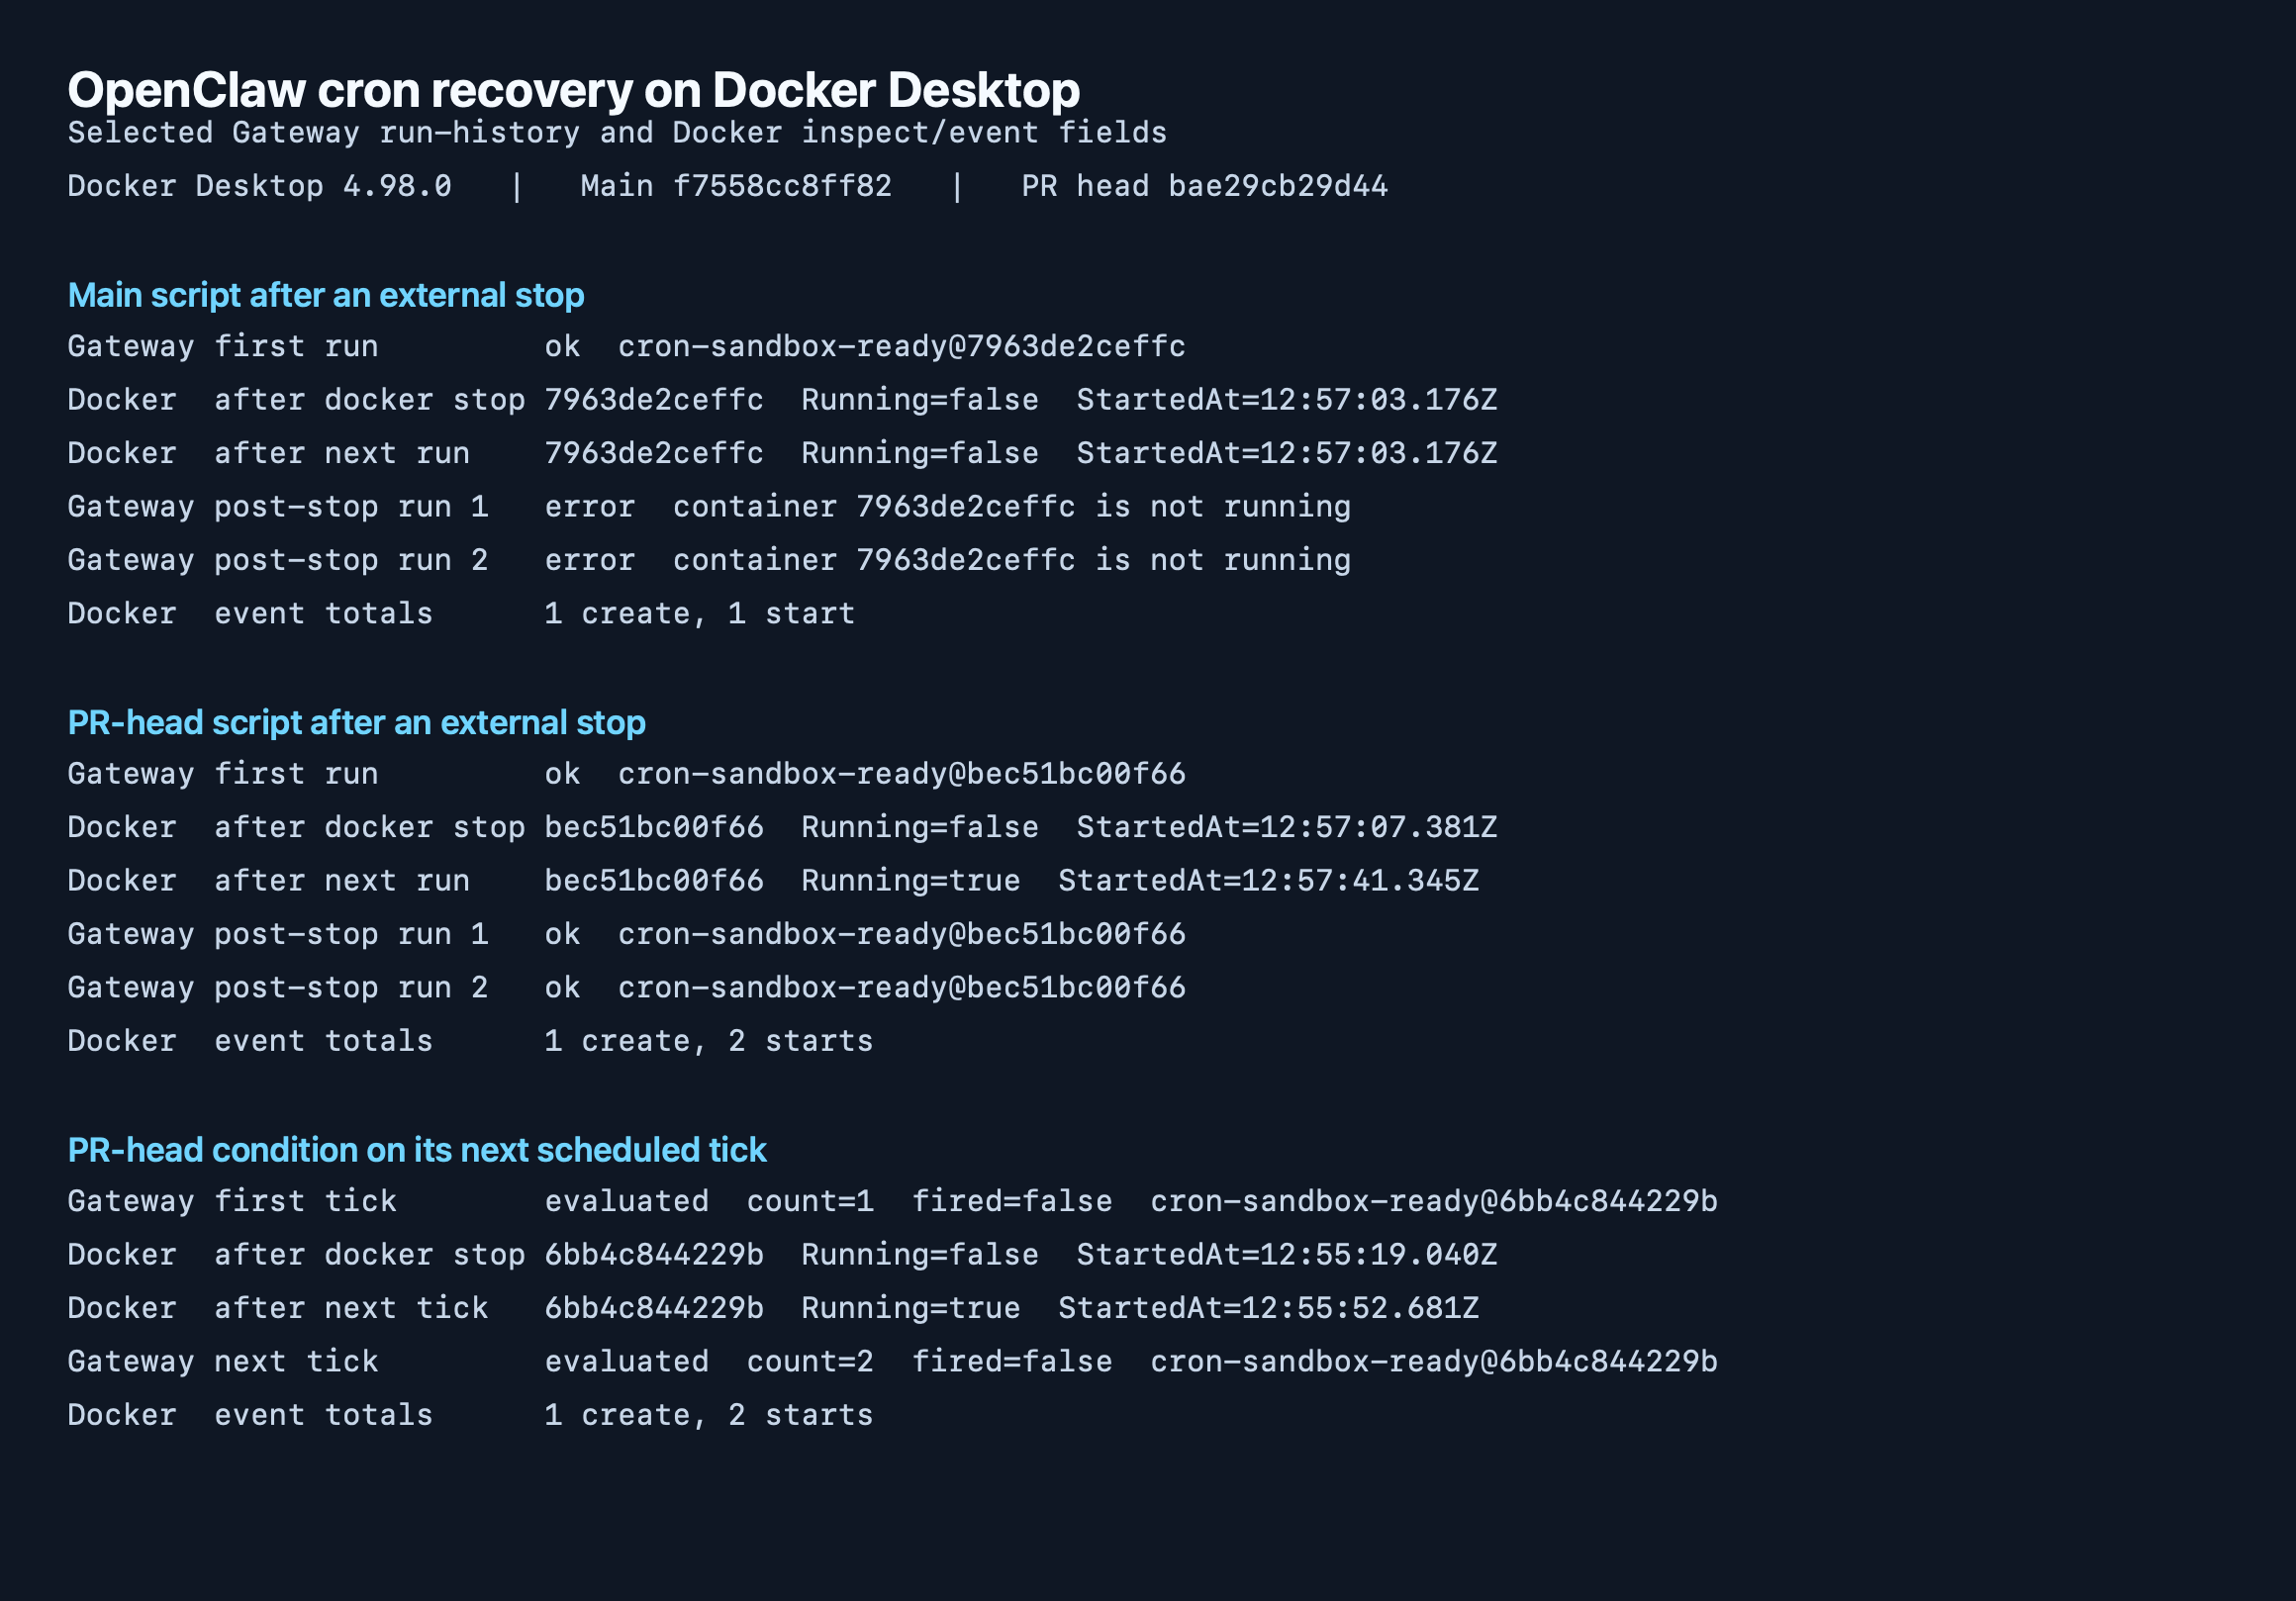 OpenClaw cron recovery on Docker Desktop
Selected Gateway run-history and Docker inspect/event fields
Docker Desktop 4.98.0   |   Main f7558cc8ff82   |   PR head bae29cb29d44
Main script after an external stop
Gateway first run         ok  cron-sandbox-ready@7963de2ceffc
Docker  after docker stop 7963de2ceffc  Running=false  StartedAt=12:57:03.176Z
Docker  after next run    7963de2ceffc  Running=false  StartedAt=12:57:03.176Z
Gateway post-stop run 1   error  container 7963de2ceffc is not running
Gateway post-stop run 2   error  container 7963de2ceffc is not running
Docker  event totals      1 create, 1 start
PR-head script after an external stop
Gateway first run         ok  cron-sandbox-ready@bec51bc00f66
Docker  after docker stop bec51bc00f66  Running=false  StartedAt=12:57:07.381Z
Docker  after next run    bec51bc00f66  Running=true  StartedAt=12:57:41.345Z
Gateway post-stop run 1   ok  cron-sandbox-ready@bec51bc00f66
Gateway post-stop run 2   ok  cron-sandbox-ready@bec51bc00f66
Docker  event totals      1 create, 2 starts
PR-head condition on its next scheduled tick
Gateway first tick        evaluated  count=1  fired=false  cron-sandbox-ready@6bb4c844229b
Docker  after docker stop 6bb4c844229b  Running=false  StartedAt=12:55:19.040Z
Docker  after next tick   6bb4c844229b  Running=true  StartedAt=12:55:52.681Z
Gateway next tick         evaluated  count=2  fired=false  cron-sandbox-ready@6bb4c844229b
Docker  event totals      1 create, 2 starts